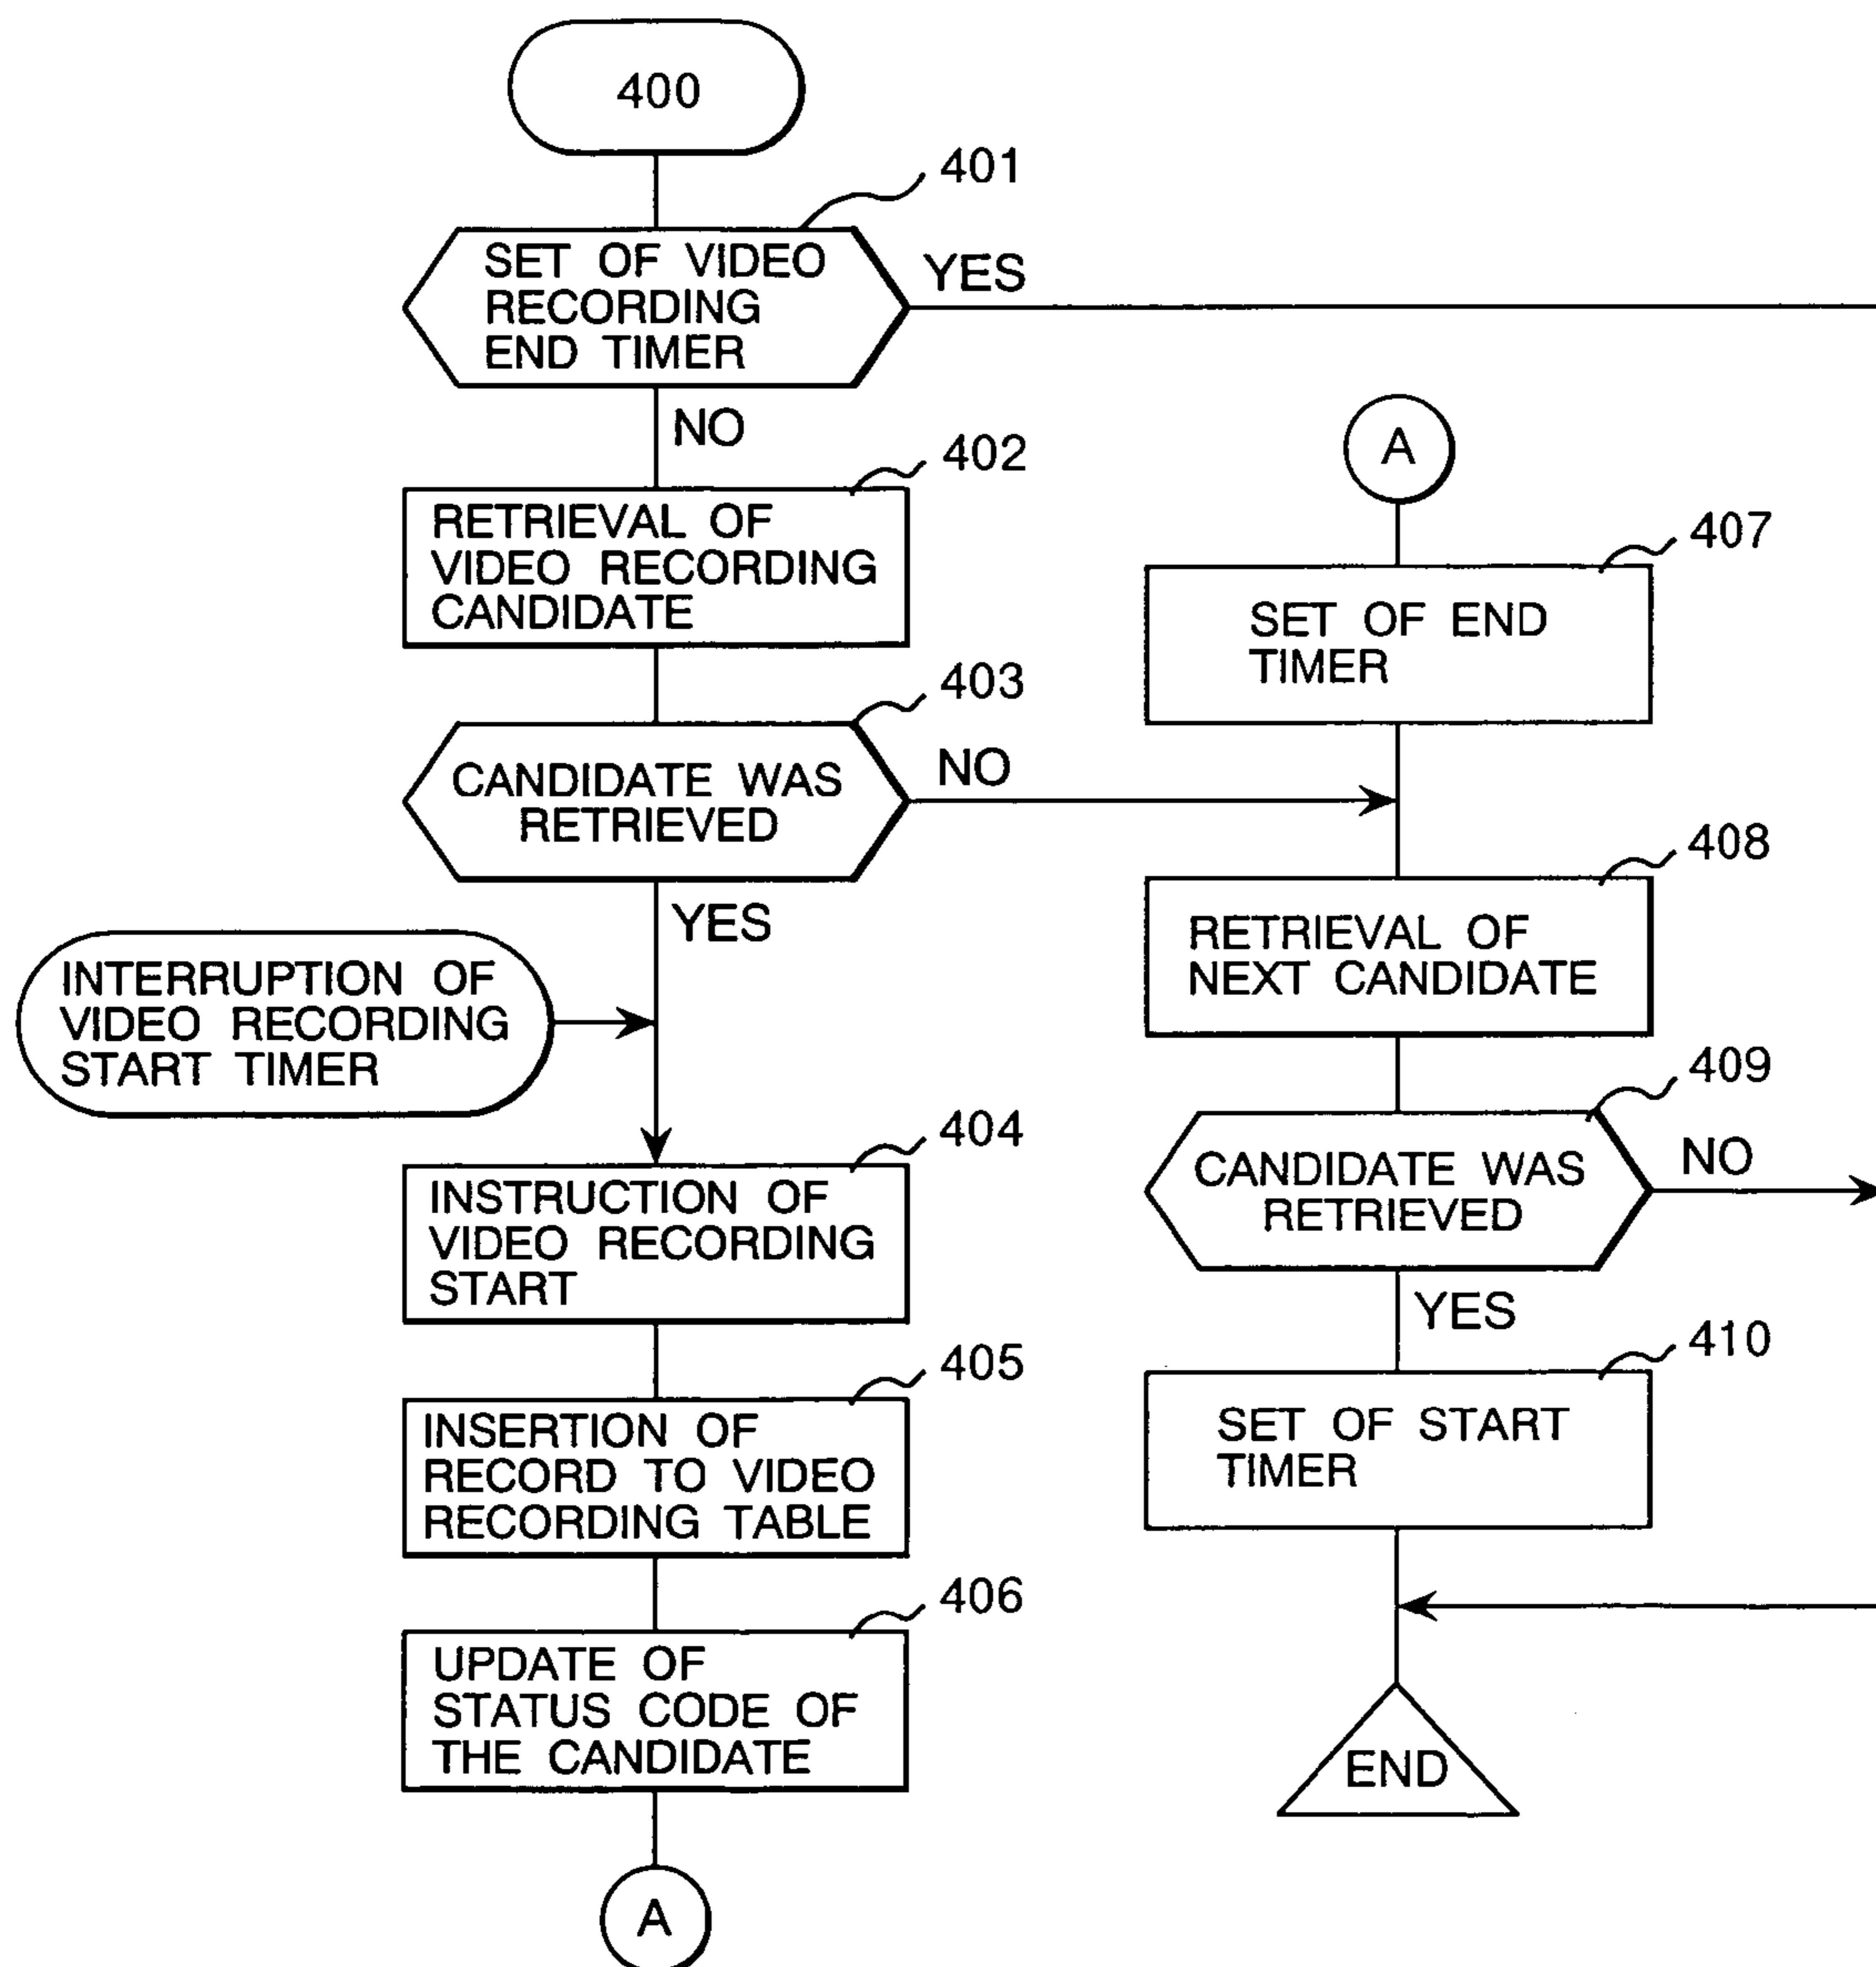 400
401
SET OF VIDEO
RECORDING
END TIMER
YES
NO
402
RETRIEVAL OF
VIDEO RECORDING
CANDIDATE
403
CANDIDATE WAS
RETRIEVED
NO
YES
INTERRUPTION OF
VIDEO RECORDING
START TIMER
404
INSTRUCTION OF
VIDEO RECORDING
START
405
INSERTION OF
RECORD TO VIDEO
RECORDING TABLE
406
UPDATE OF
STATUS CODE OF
THE CANDIDATE
A
A
407
SET OF END
TIMER
408
RETRIEVAL OF
NEXT CANDIDATE
409
CANDIDATE WAS
RETRIEVED
NO
YES
410
SET OF START
TIMER
END